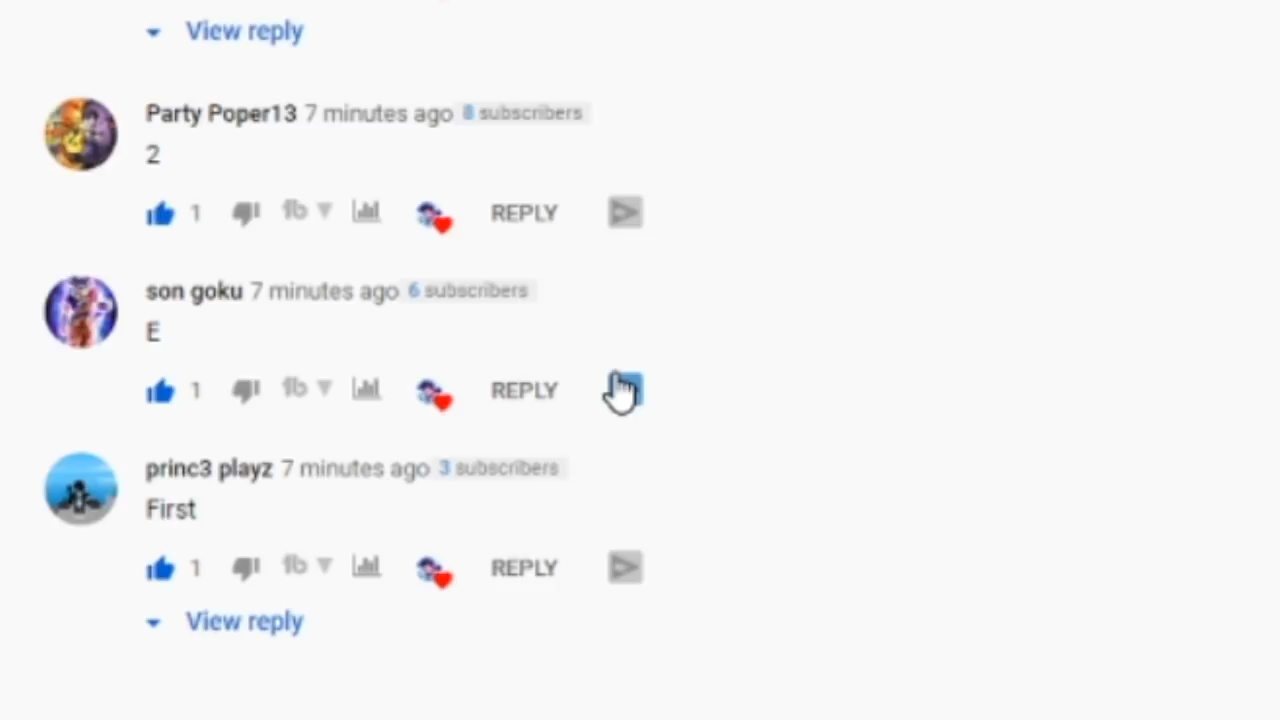 View reply
Party Poper13 7 minutes ago 8 subscribers
2
1 REPLY
son goku 7 minutes ago 6 subscribers
E
1 REPLY
princ3 playz 7 minutes ago 3 subscribers
First
1 REPLY
View reply